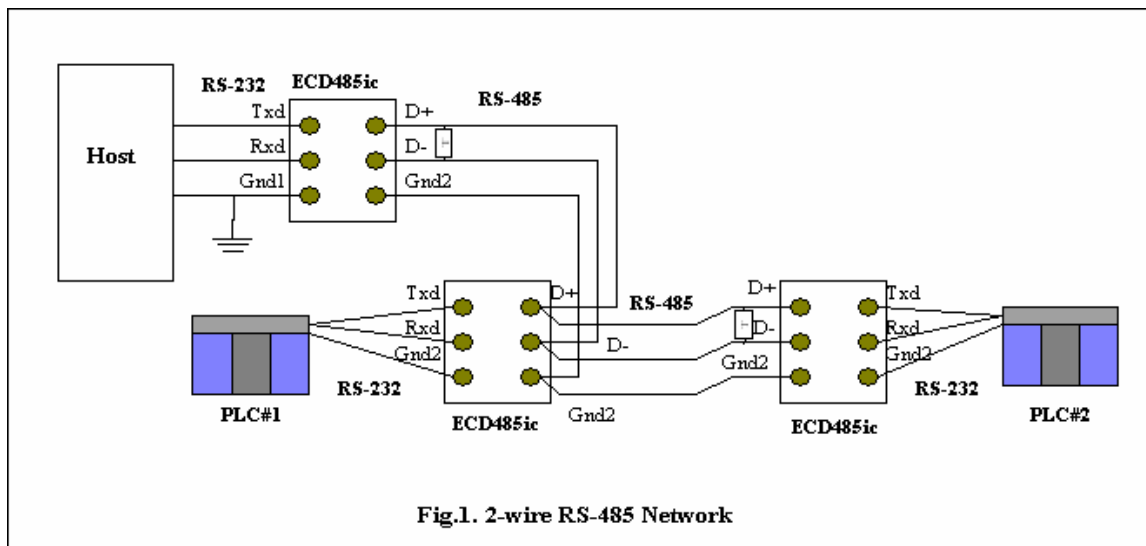 RS-232
ECD485ic
RS-485
Txd
D+
Host
Rxd
D-
Gnd1
Gnd2
Txd
D+
RS-485
D+
Txd
Rxd
D-
D-
Rxd
Gnd2
Gnd2
Gnd2
RS-232
Gnd2
RS-232
PLC#1
ECD485ic
ECD485ic
PLC#2
Fig.1. 2-wire RS-485 Network